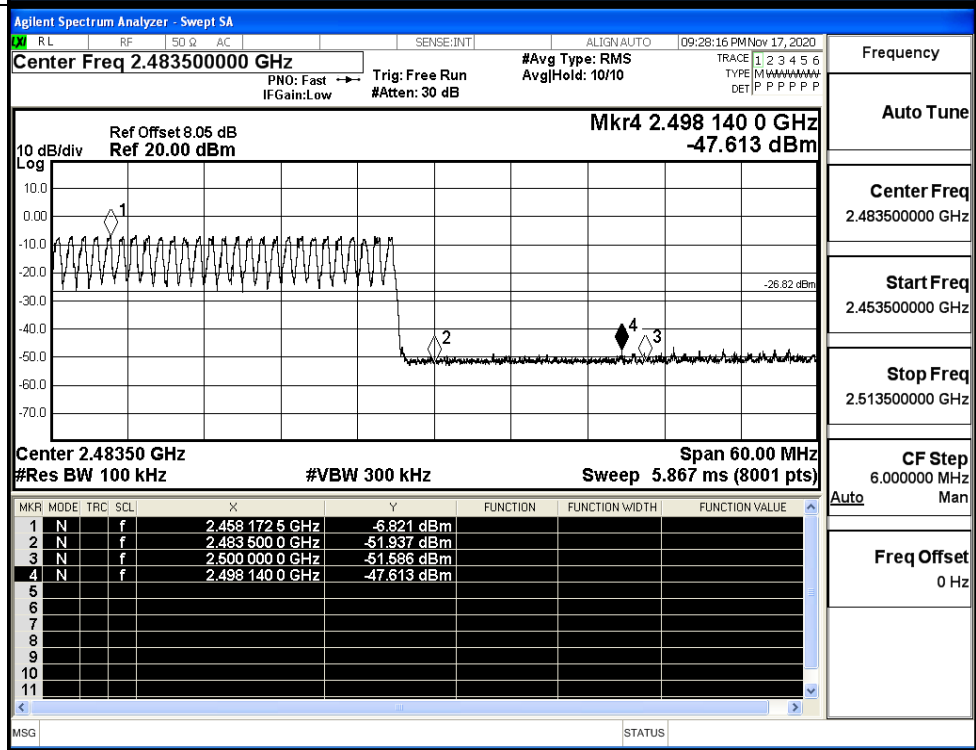 Agilent Spectrum Analyzer - Swept SA
LXI RL RF 50 Ω AC SENSE:INT ALIGNAUTO 09:28:16 PM Nov 17, 2020
Center Freq 2.483500000 GHz
PNO: Fast
IFGain:Low
Trig: Free Run
#Atten: 30 dB
#Avg Type: RMS
Avg|Hold: 10/10
TRACE 1 2 3 4 5 6
TYPE M W W W W W
DET P P P P P P
Ref Offset 8.05 dB
10 dB/div Ref 20.00 dBm
Log
Mkr4 2.498 140 0 GHz
-47.613 dBm
10.0
0.00
-10.0
-20.0
-30.0
-40.0
-50.0
-60.0
-70.0
1
2
4
3
-26.82 dBm
Center 2.48350 GHz Span 60.00 MHz
#Res BW 100 kHz #VBW 300 kHz Sweep 5.867 ms (8001 pts)
MKR MODE TRC SCL X Y FUNCTION FUNCTION WIDTH FUNCTION VALUE
1 N f 2.458 172 5 GHz -6.821 dBm
2 N f 2.483 500 0 GHz -51.937 dBm
3 N f 2.500 000 0 GHz -51.586 dBm
4 N f 2.498 140 0 GHz -47.613 dBm
5
6
7
8
9
10
11
MSG STATUS
Frequency
Auto Tune
Center Freq
2.483500000 GHz
Start Freq
2.453500000 GHz
Stop Freq
2.513500000 GHz
CF Step
6.000000 MHz
Auto Man
Freq Offset
0 Hz